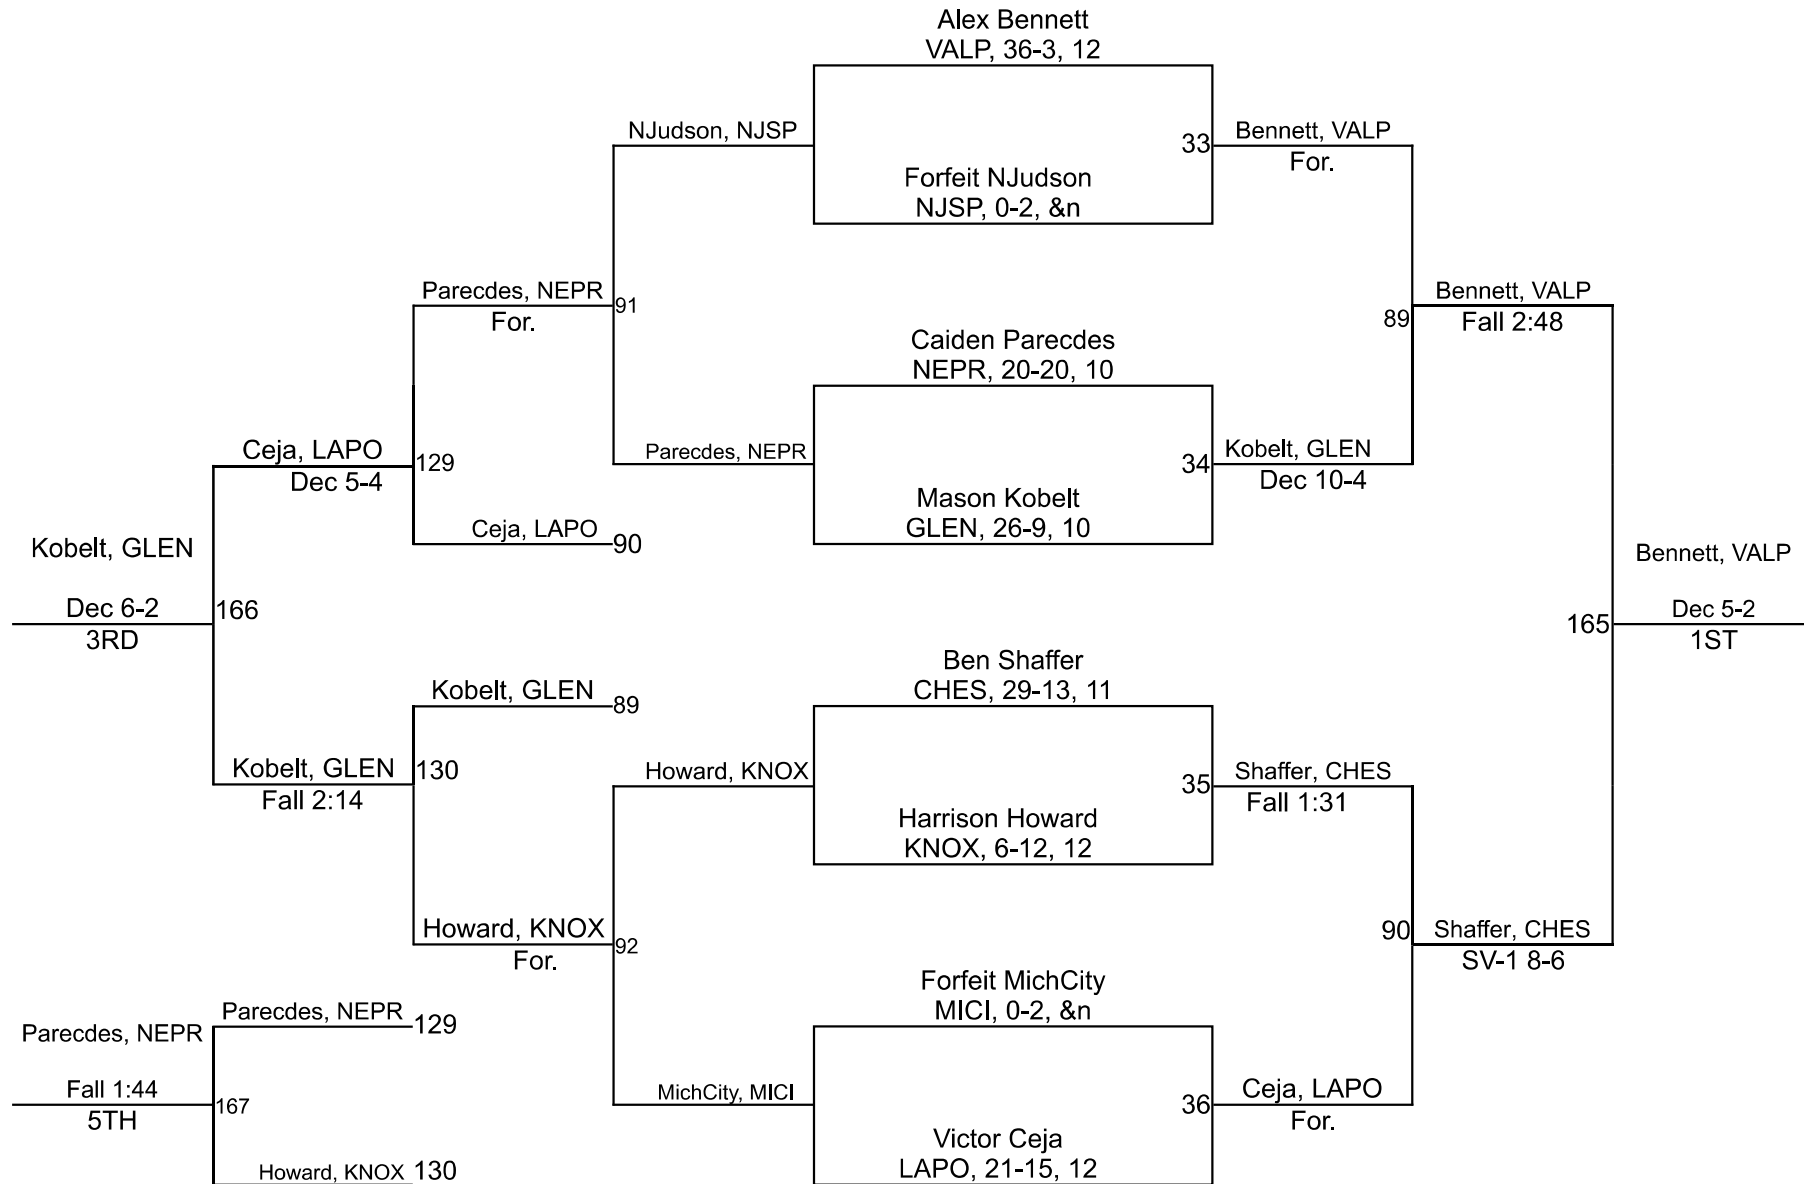 Alex Bennett
VALP, 36-3, 12
NJudson, NJSP
33
Bennett, VALP
For.
Forfeit NJudson
NJSP, 0-2, &n
Parecdes, NEPR
For.
91
89
Bennett, VALP
Fall 2:48
Caiden Parecdes
NEPR, 20-20, 10
Ceja, LAPO
Dec 5-4
129
Parecdes, NEPR
34
Kobelt, GLEN
Dec 10-4
Mason Kobelt
GLEN, 26-9, 10
Ceja, LAPO
90
Kobelt, GLEN
Dec 6-2
3RD
166
165
Bennett, VALP
Dec 5-2
1ST
Ben Shaffer
CHES, 29-13, 11
Kobelt, GLEN
89
Kobelt, GLEN
Fall 2:14
130
Howard, KNOX
35
Shaffer, CHES
Fall 1:31
Harrison Howard
KNOX, 6-12, 12
Howard, KNOX
For.
92
90
Shaffer, CHES
SV-1 8-6
Forfeit MichCity
MICI, 0-2, &n
Parecdes, NEPR
129
Parecdes, NEPR
Fall 1:44
5TH
167
MichCity, MICI
36
Ceja, LAPO
For.
Victor Ceja
LAPO, 21-15, 12
Howard, KNOX
130